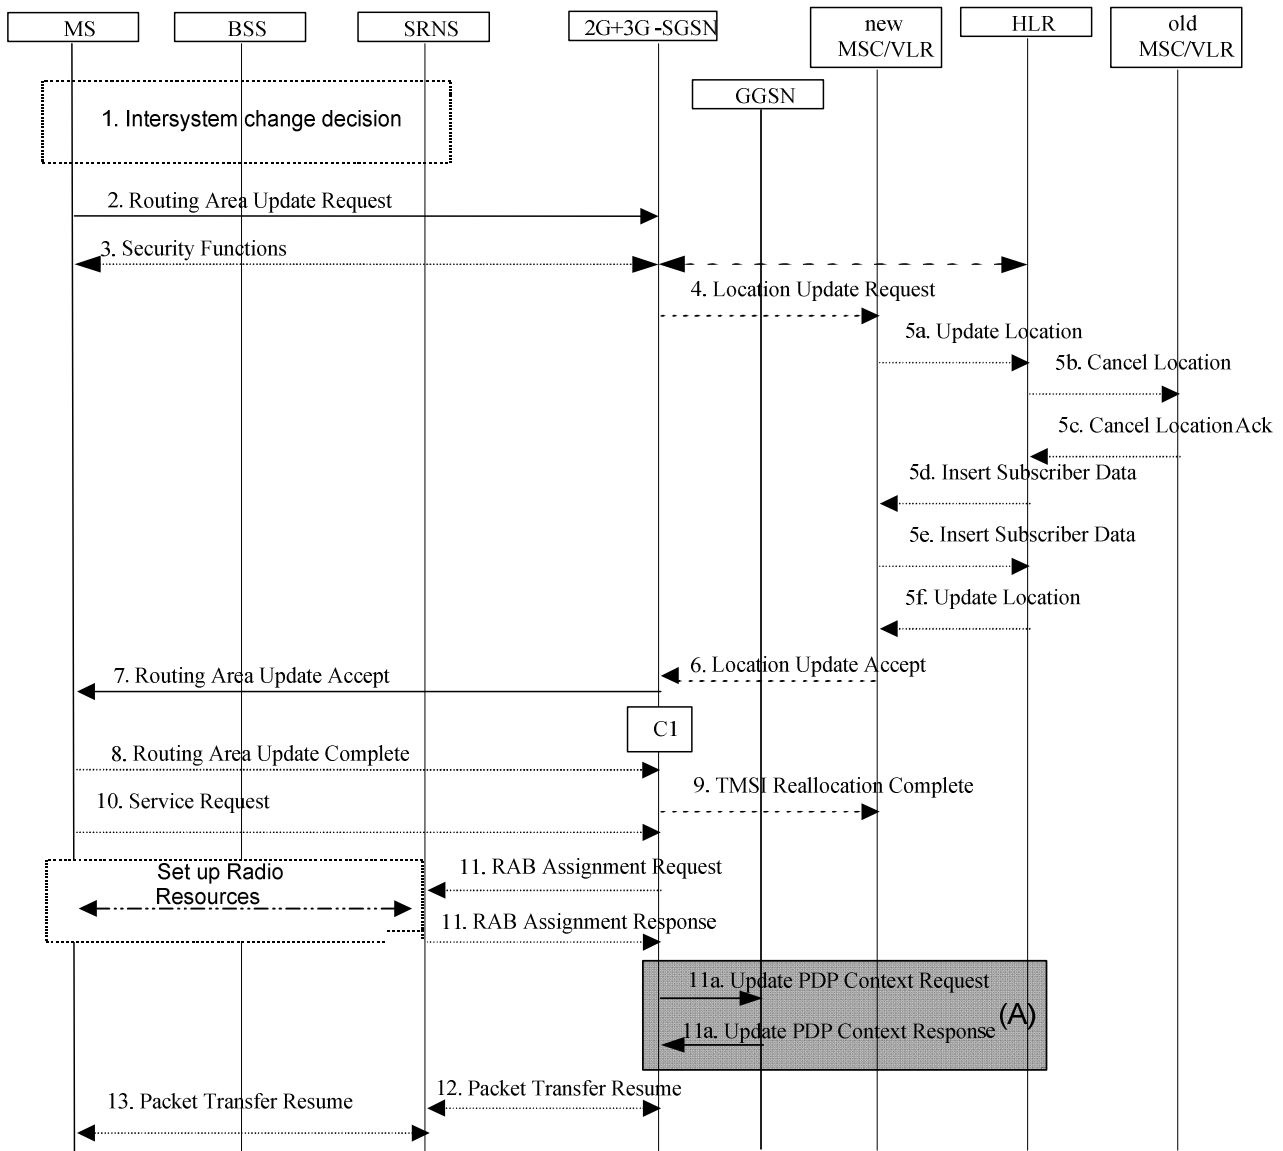 MS
BSS
SRNS
2G+3G-SGSN
new
MSC/VLR
HLR
old
MSC/VLR
GGSN
1. Intersystem change decision
2. Routing Area Update Request
3. Security Functions
4. Location Update Request
5a. Update Location
5b. Cancel Location
5c. Cancel Location Ack
5d. Insert Subscriber Data
5e. Insert Subscriber Data
5f. Update Location
6. Location Update Accept
7. Routing Area Update Accept
C1
8. Routing Area Update Complete
9. TMSI Reallocation Complete
10. Service Request
Set up Radio
Resources
11. RAB Assignment Request
11. RAB Assignment Response
11a. Update PDP Context Request
(A)
11a. Update PDP Context Response
12. Packet Transfer Resume
13. Packet Transfer Resume